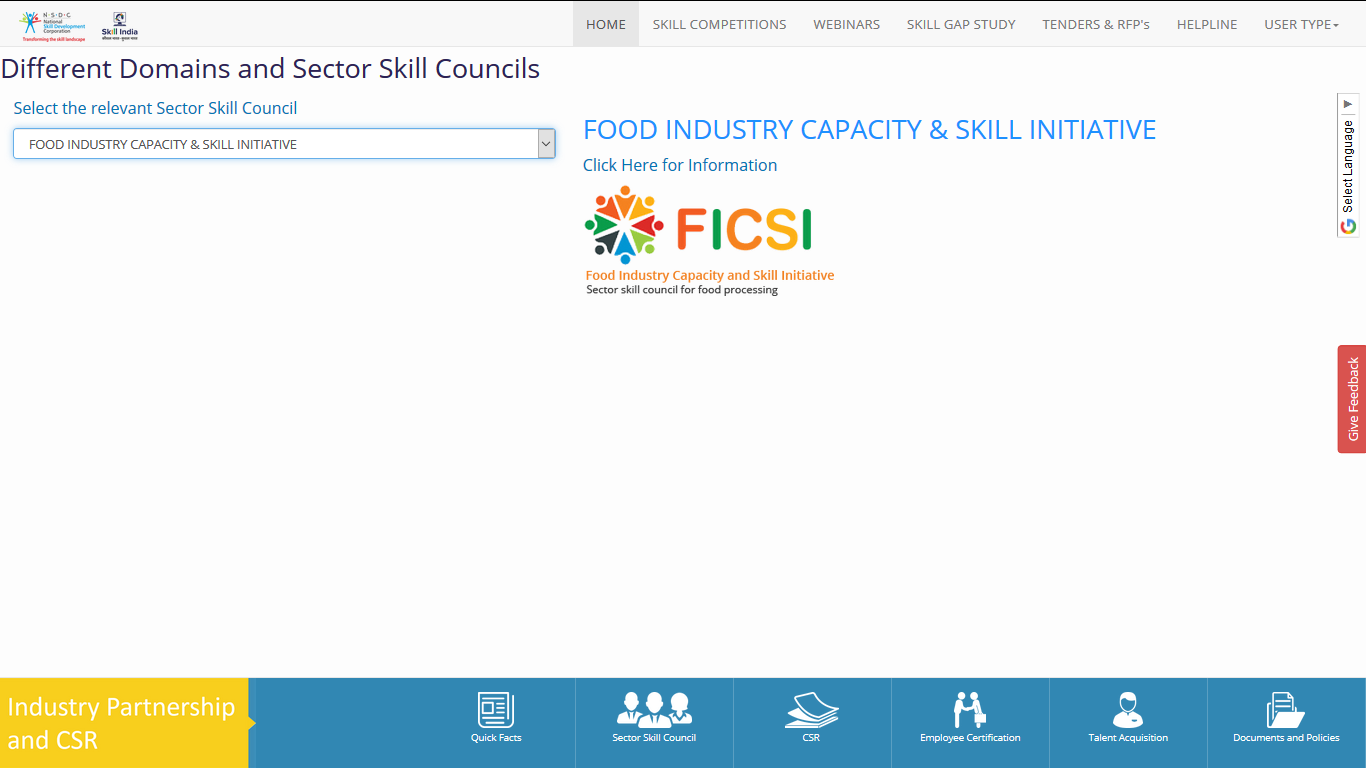 N·S·D·C
National
Skill Development
Corporation
Transforming the skill landscape
Skill India
कौशल भारत - कुशल भारत
HOME
SKILL COMPETITIONS
WEBINARS
SKILL GAP STUDY
TENDERS & RFP's
HELPLINE
USER TYPE
Different Domains and Sector Skill Councils
Select the relevant Sector Skill Council
FOOD INDUSTRY CAPACITY & SKILL INITIATIVE
FOOD INDUSTRY CAPACITY & SKILL INITIATIVE
Click Here for Information
FICSI
Food Industry Capacity and Skill Initiative
Sector skill council for food processing
Select Language
Give Feedback
Industry Partnership
and CSR
Quick Facts
Sector Skill Council
CSR
Employee Certification
Talent Acquisition
Documents and Policies